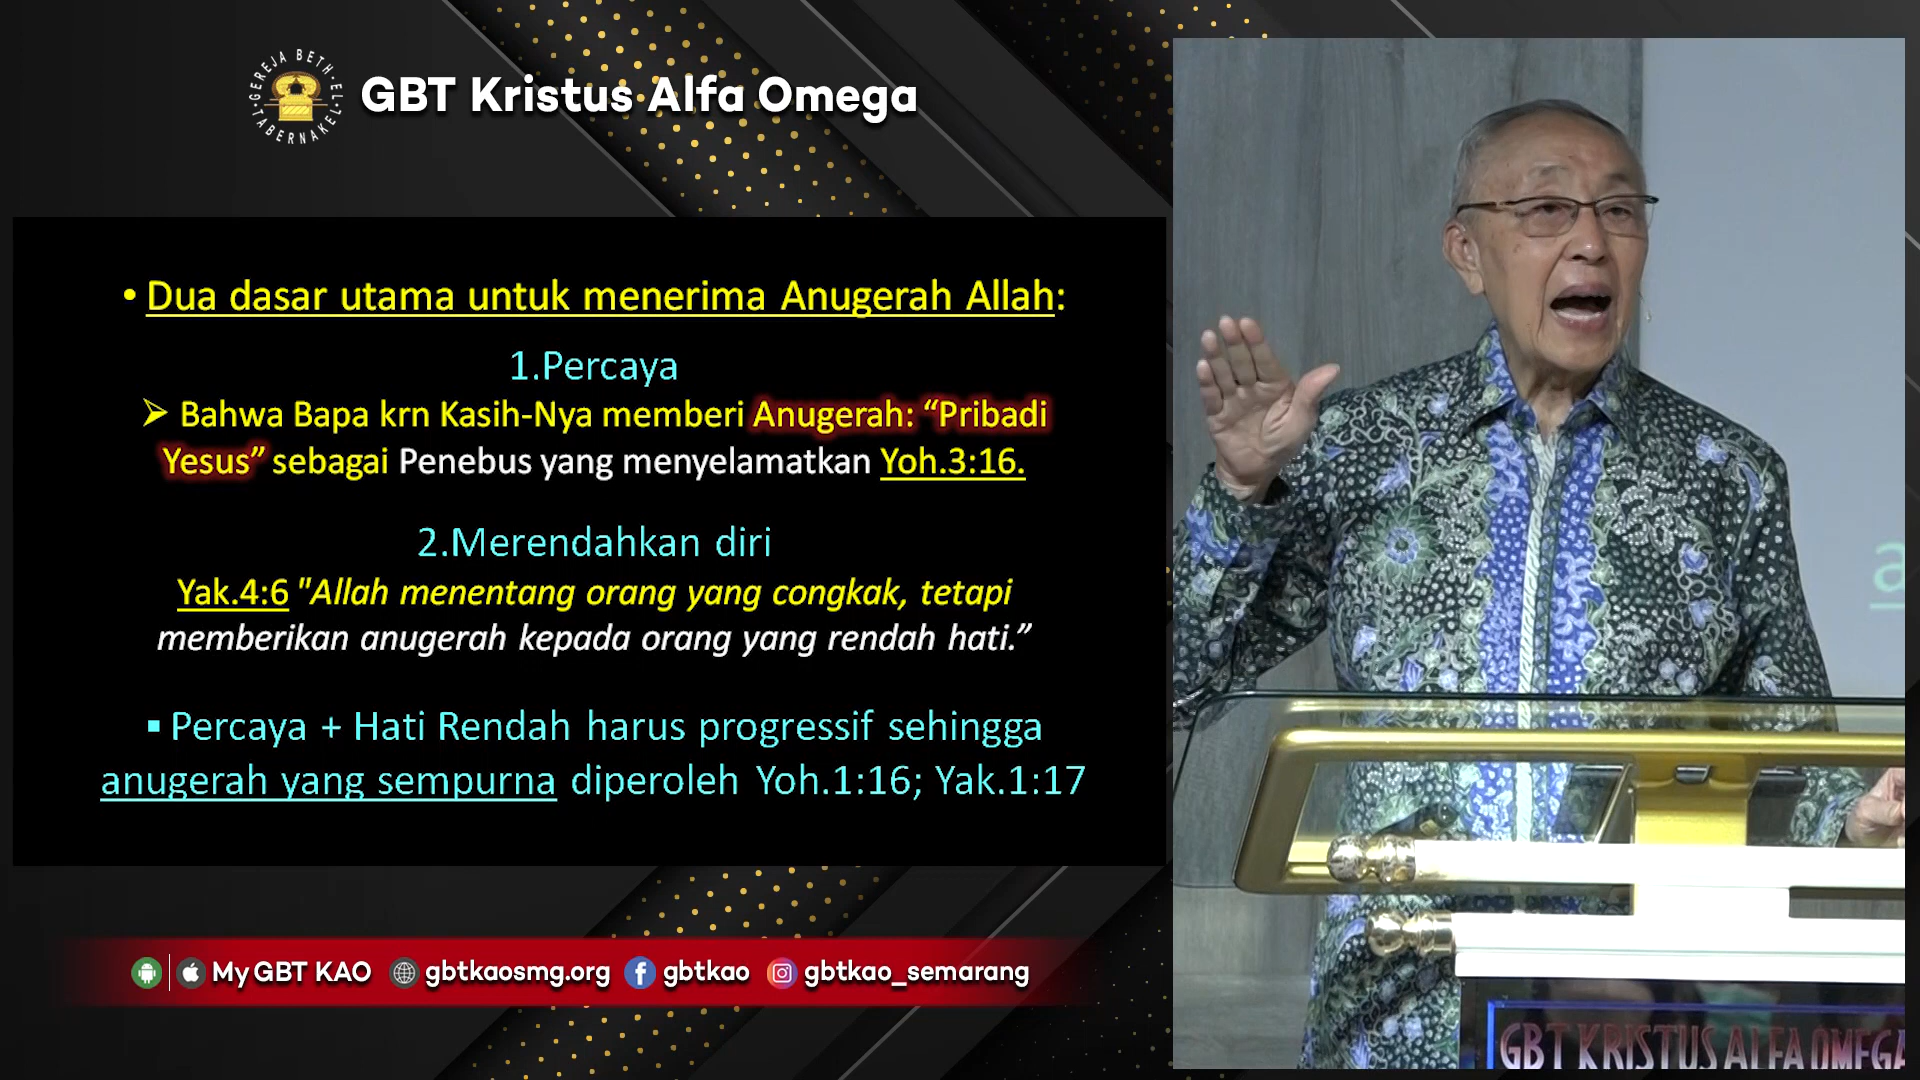 GEREJA BETH-EL
TABERNAKEL
GBT Kristus Alfa Omega
• Dua dasar utama untuk menerima Anugerah Allah:
1.Percaya
➢ Bahwa Bapa krn Kasih-Nya memberi Anugerah: “Pribadi
Yesus” sebagai Penebus yang menyelamatkan Yoh.3:16.
2.Merendahkan diri
Yak.4:6 "Allah menentang orang yang congkak, tetapi
memberikan anugerah kepada orang yang rendah hati.”
▪ Percaya + Hati Rendah harus progressif sehingga
anugerah yang sempurna diperoleh Yoh.1:16; Yak.1:17
a
My GBT KAO gbtkaosmg.org gbtkao gbtkao_semarang
GBT KRISTUS ALFA OMEGA